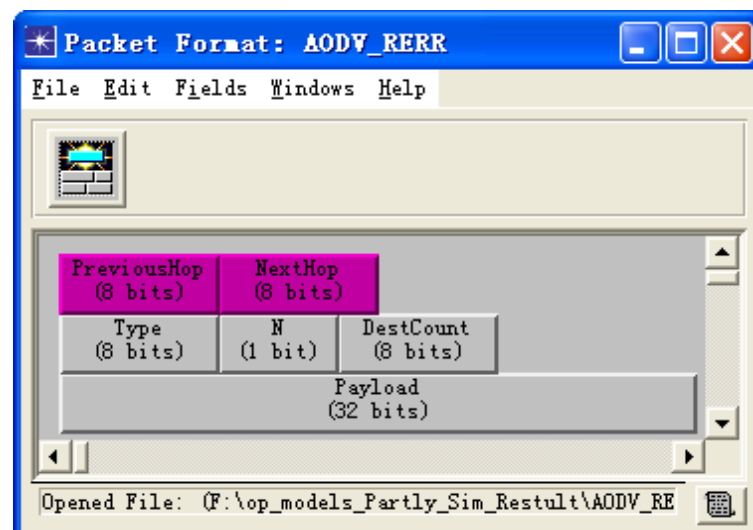 Packet Format: AODV_RERR
File Edit Fields Windows Help
PreviousHop NextHop
(8 bits) (8 bits)
Type N DestCount
(8 bits) (1 bit) (8 bits)
Payload
(32 bits)
Opened File: (F:\op_models_Partly_Sim_Restult\AODV_RE